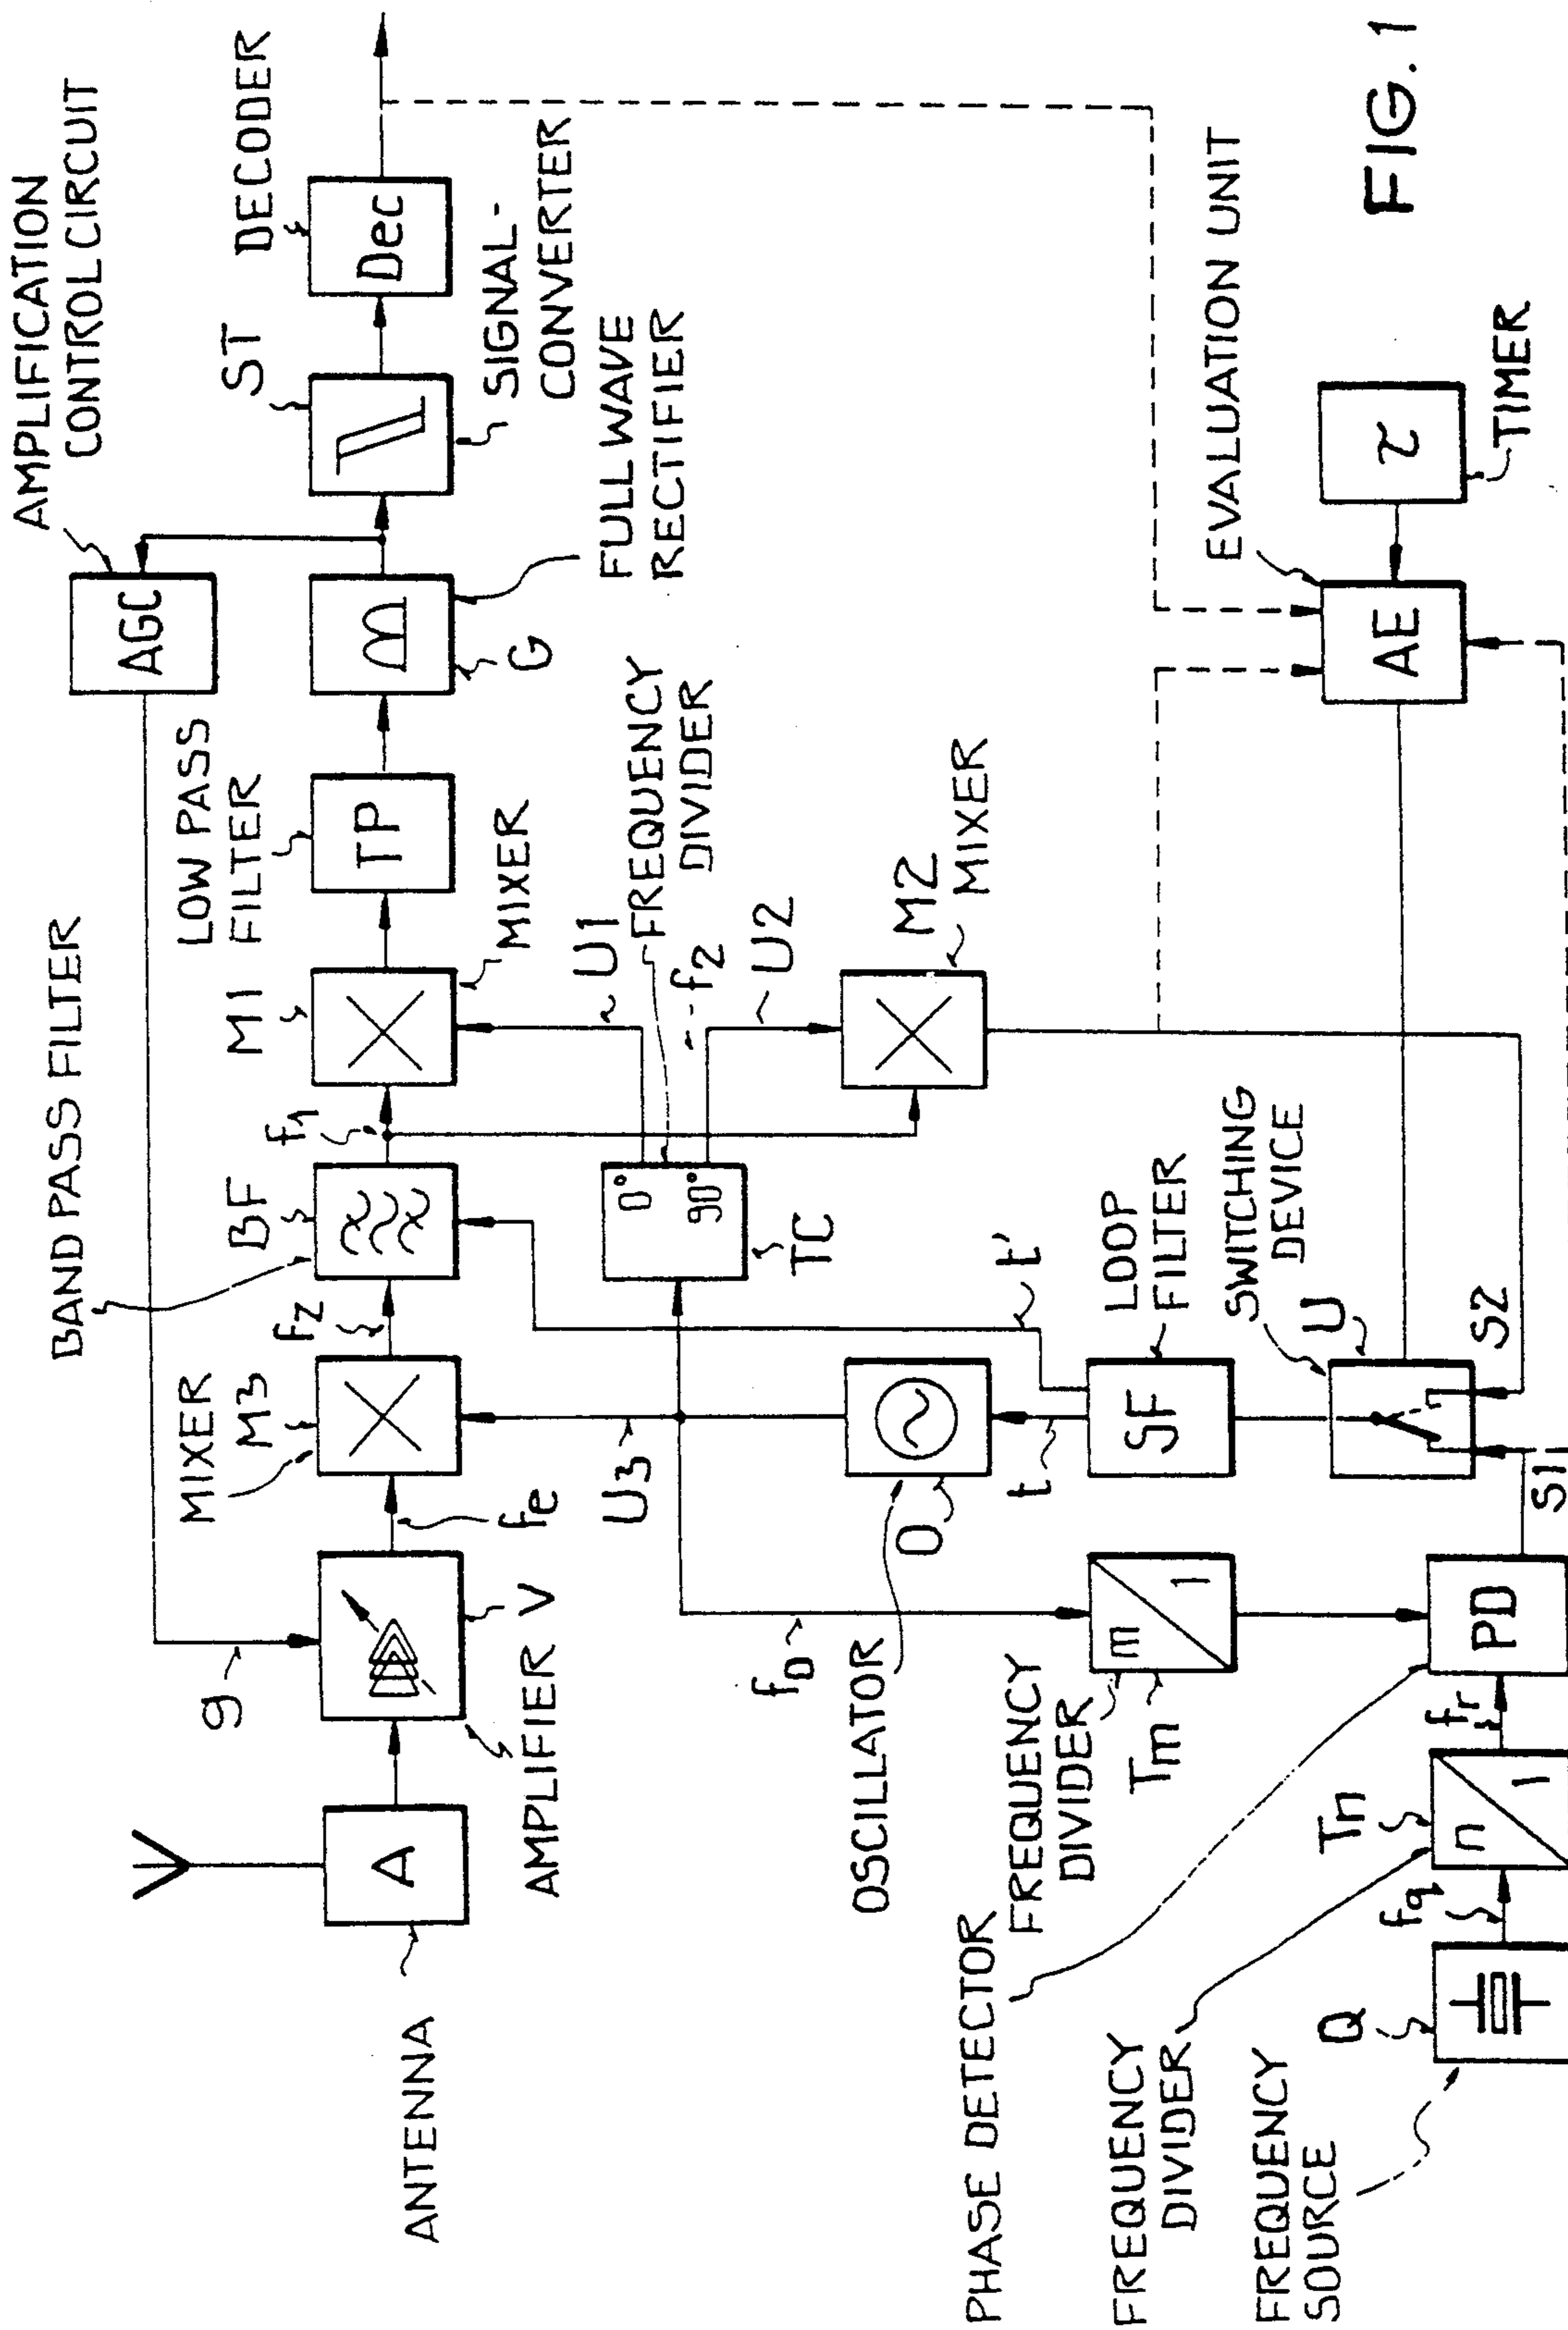 AMPLIFICATION
CONTROL CIRCUIT
AGC
g
BAND PASS FILTER
LOW PASS
FILTER
ST
DECODER
MIXER
M3
BF
M1
fz
f1
A
V
fe
TP
G
Dec
ANTENNA
AMPLIFIER
MIXER
FULL WAVE
RECTIFIER
SIGNAL-
CONVERTER
U3
U1
FREQUENCY
DIVIDER
0°
90°
f2
TC
U2
fo
t'
M2
MIXER
OSCILLATOR
O
t
LOOP
FILTER
SF
FREQUENCY
DIVIDER
m
1
Tm
PHASE DETECTOR
SWITCHING
DEVICE
U
EVALUATION UNIT
AE
τ
TIMER
FREQUENCY
DIVIDER
Tn
n
1
fq
fr
PD
S1
S2
FREQUENCY
SOURCE
Q
FIG. 1